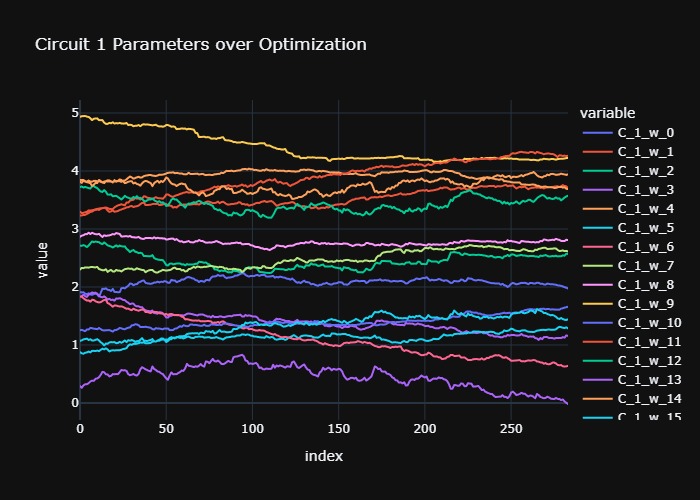 Circuit 1 Parameters over Optimization
variable
C_1_w_0
C_1_w_1
C_1_w_2
C_1_w_3
C_1_w_4
C_1_w_5
C_1_w_6
C_1_w_7
C_1_w_8
C_1_w_9
C_1_w_10
C_1_w_11
C_1_w_12
C_1_w_13
C_1_w_14
C_1_w_15
5
4
3
2
1
0
value
0 50 100 150 200 250
index